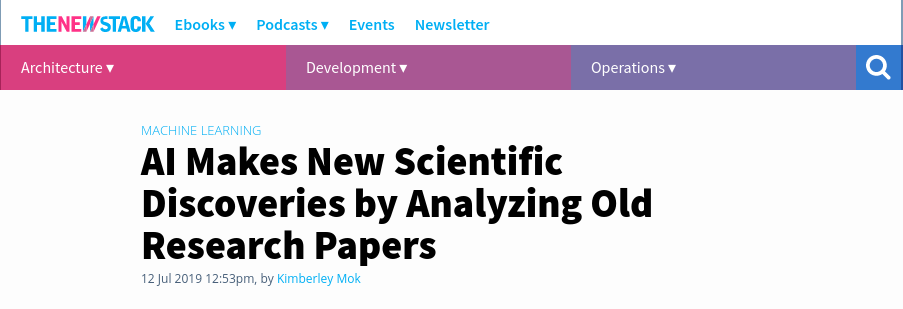 THENEWSTACK Ebooks ▾ Podcasts ▾ Events Newsletter
Architecture ▾ Development ▾ Operations ▾
MACHINE LEARNING
AI Makes New Scientific
Discoveries by Analyzing Old
Research Papers
12 Jul 2019 12:53pm, by Kimberley Mok